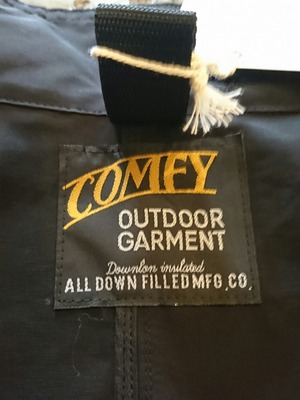 COMFY
OUTDOOR
GARMENT
Downlon insulated
ALL DOWN FILLED MFG,CO,